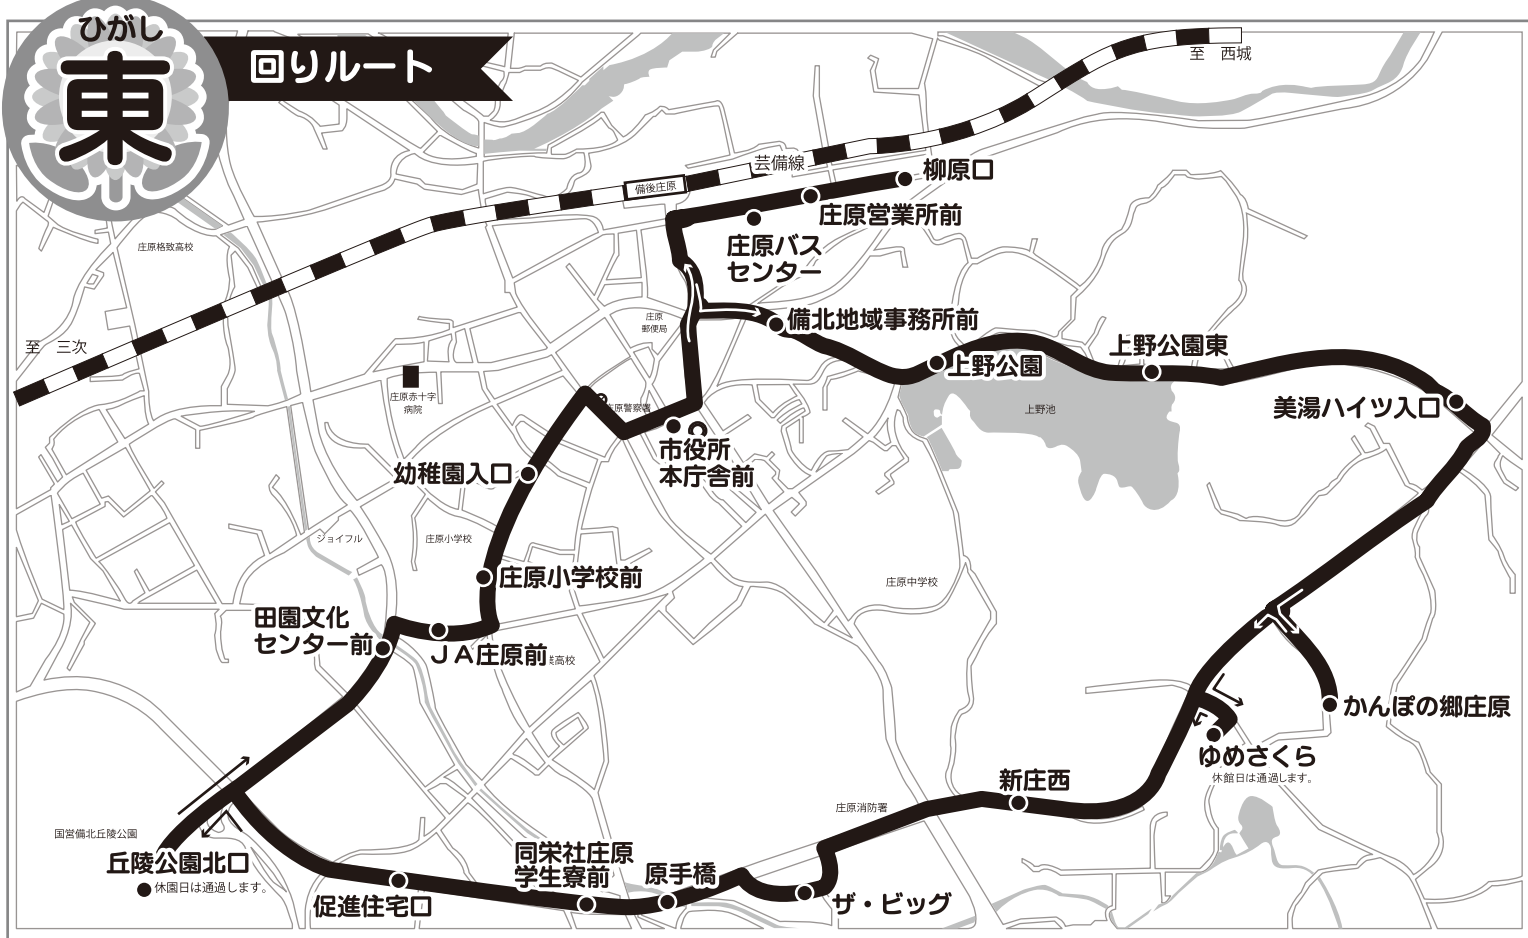 ひがし
東
回りルート
至　西城
芸備線
備後庄原
柳原口
庄原営業所前
庄原バス
センター
庄原格致高校
庄原
郵便局
備北地域事務所前
至　三次
上野公園東
上野公園
庄原赤十字
病院
庄原警察署
上野池
美湯ハイツ入口
市役所
本庁舎前
幼稚園入口
ジョイフル
庄原小学校
庄原小学校前
庄原中学校
田園文化
センター前
JA庄原前
高校
かんぽの郷庄原
ゆめさくら
休館日は通過します。
新庄西
庄原消防署
国営備北丘陵公園
丘陵公園北口
休園日は通過します。
同栄社庄原
学生寮前
原手橋
促進住宅口
ザ・ビッグ